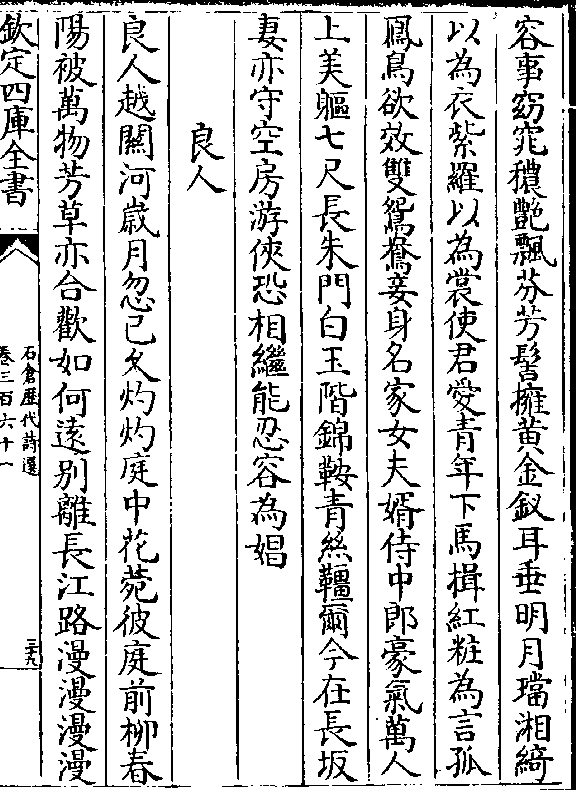 容事窈窕穠艷飄芬芳髻擁黄金釵耳垂明月璫湘綺
以為衣紫羅以為裳使君愛青年下馬揖紅粧為言孤
鳳鳥欲效雙鴛鴦妾身名家女夫婿侍中郎豪氣萬人
上美軀七尺長朱門白玉階錦鞍青絲韁爾今在長坂
妻亦守空房游俠恐相繼能忍容為娼
良人
良人越關河歲月忽已久灼灼庭中花菀彼庭前柳春
陽被萬物芳草亦合歡如何遠别離長江路漫漫漫漫
欽定四庫全書
石倉歷代詩選
卷三百六十一
三十九